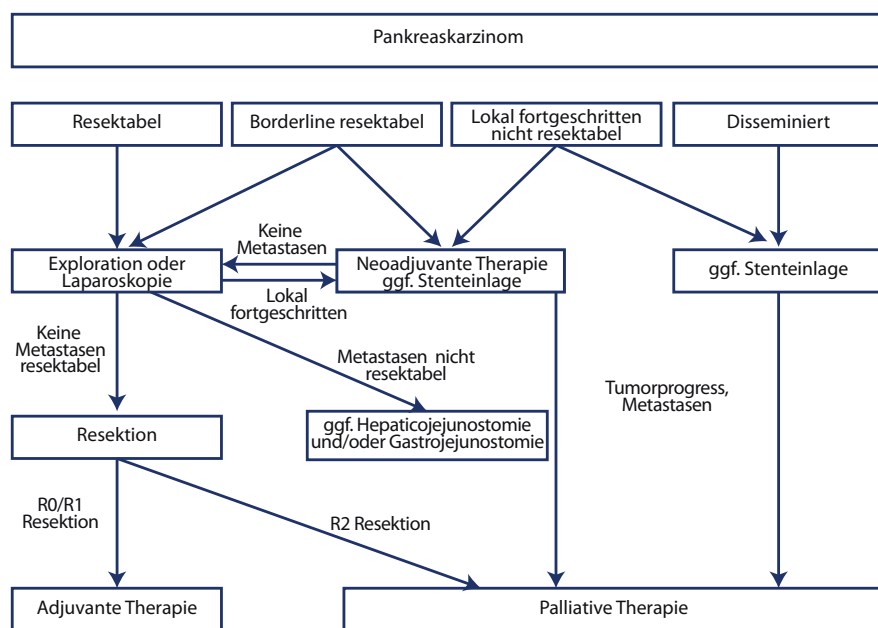 Pankreaskarzinom
Resektabel
Borderline resektabel
Lokal fortgeschritten
nicht resektabel
Disseminiert
Keine
Metastasen
Exploration oder
Laparoskopie
Neoadjuvante Therapie
ggf. Stenteinlage
ggf. Stenteinlage
Lokal
fortgeschritten
Keine
Metastasen
resektabel
Metastasen nicht
resektabel
Tumorprogress,
Metastasen
Resektion
ggf. Hepaticojejunostomie
und/oder Gastrojejunostomie
R0/R1
Resektion
R2 Resektion
Adjuvante Therapie
Palliative Therapie